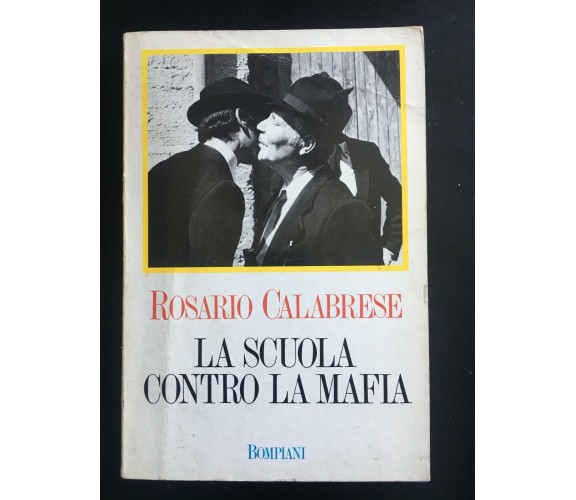 ROSARIO CALABRESE
LA SCUOLA
CONTRO LA MAFIA
BOMPIANI